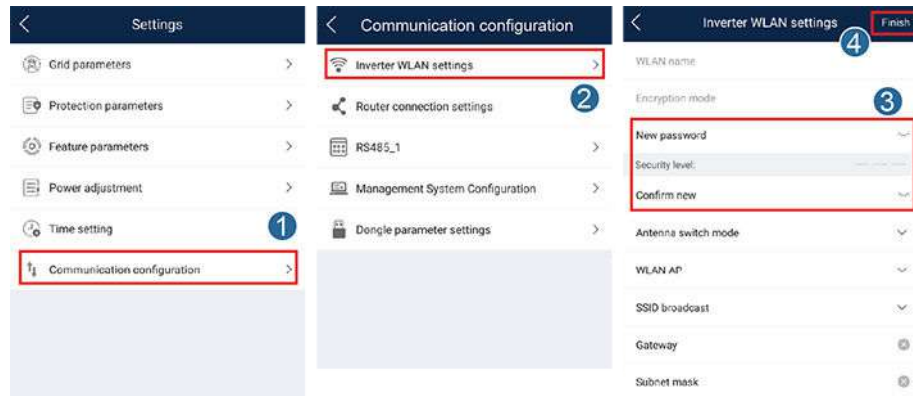 Settings
Grid parameters
Protection parameters
Feature parameters
Power adjustment
Time setting
1
Communication configuration
Communication configuration
Inverter WLAN settings
2
Router connection settings
RS485_1
Management System Configuration
Dongle parameter settings
Inverter WLAN settings
Finish
4
WLAN name
Encryption mode
3
New password
Security level:
Confirm new
Antenna switch mode
WLAN AP
SSID broadcast
Gateway
Subnet mask